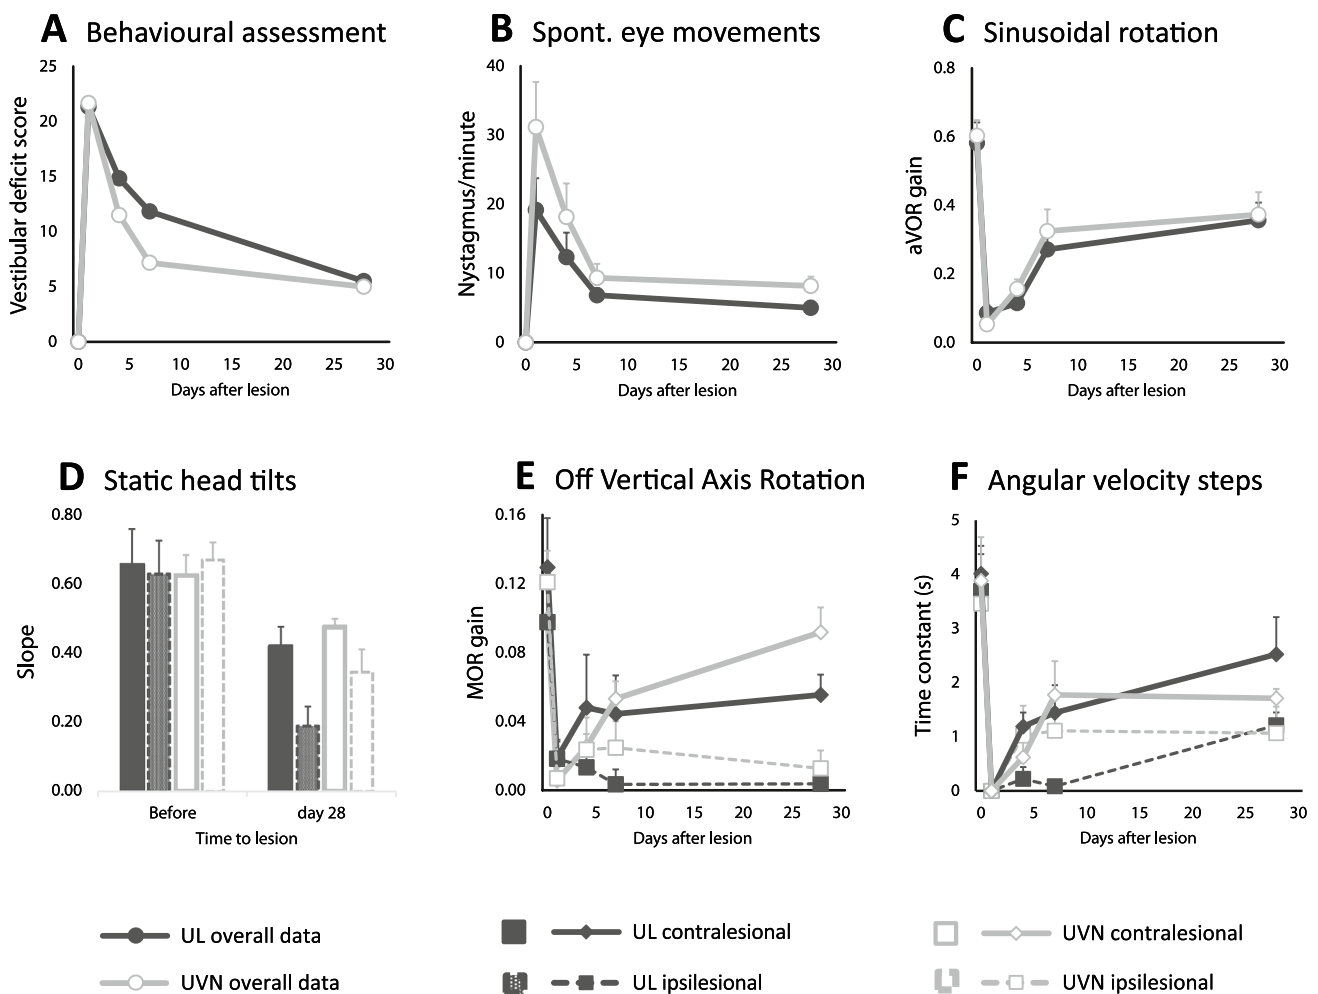 A Behavioural assessment
25
20
15
10
5
0
Vestibular deficit score
0 5 10 15 20 25 30
Days after lesion
B Spont. eye movements
40
30
20
10
0
Nystagmus/minute
0 5 10 15 20 25 30
Days after lesion
C Sinusoidal rotation
0.8
0.6
0.4
0.2
0.0
aVOR gain
0 5 10 15 20 25 30
Days after lesion
D Static head tilts
0.80
0.60
0.40
0.20
0.00
Slope
Before day 28
Time to lesion
E Off Vertical Axis Rotation
0.16
0.12
0.08
0.04
0.00
MOR gain
0 5 10 15 20 25 30
Days after lesion
F Angular velocity steps
5
4
3
2
1
0
Time constant (s)
0 5 10 15 20 25 30
Days after lesion
UL overall data
UVN overall data
UL contralesional
UL ipsilesional
UVN contralesional
UVN ipsilesional